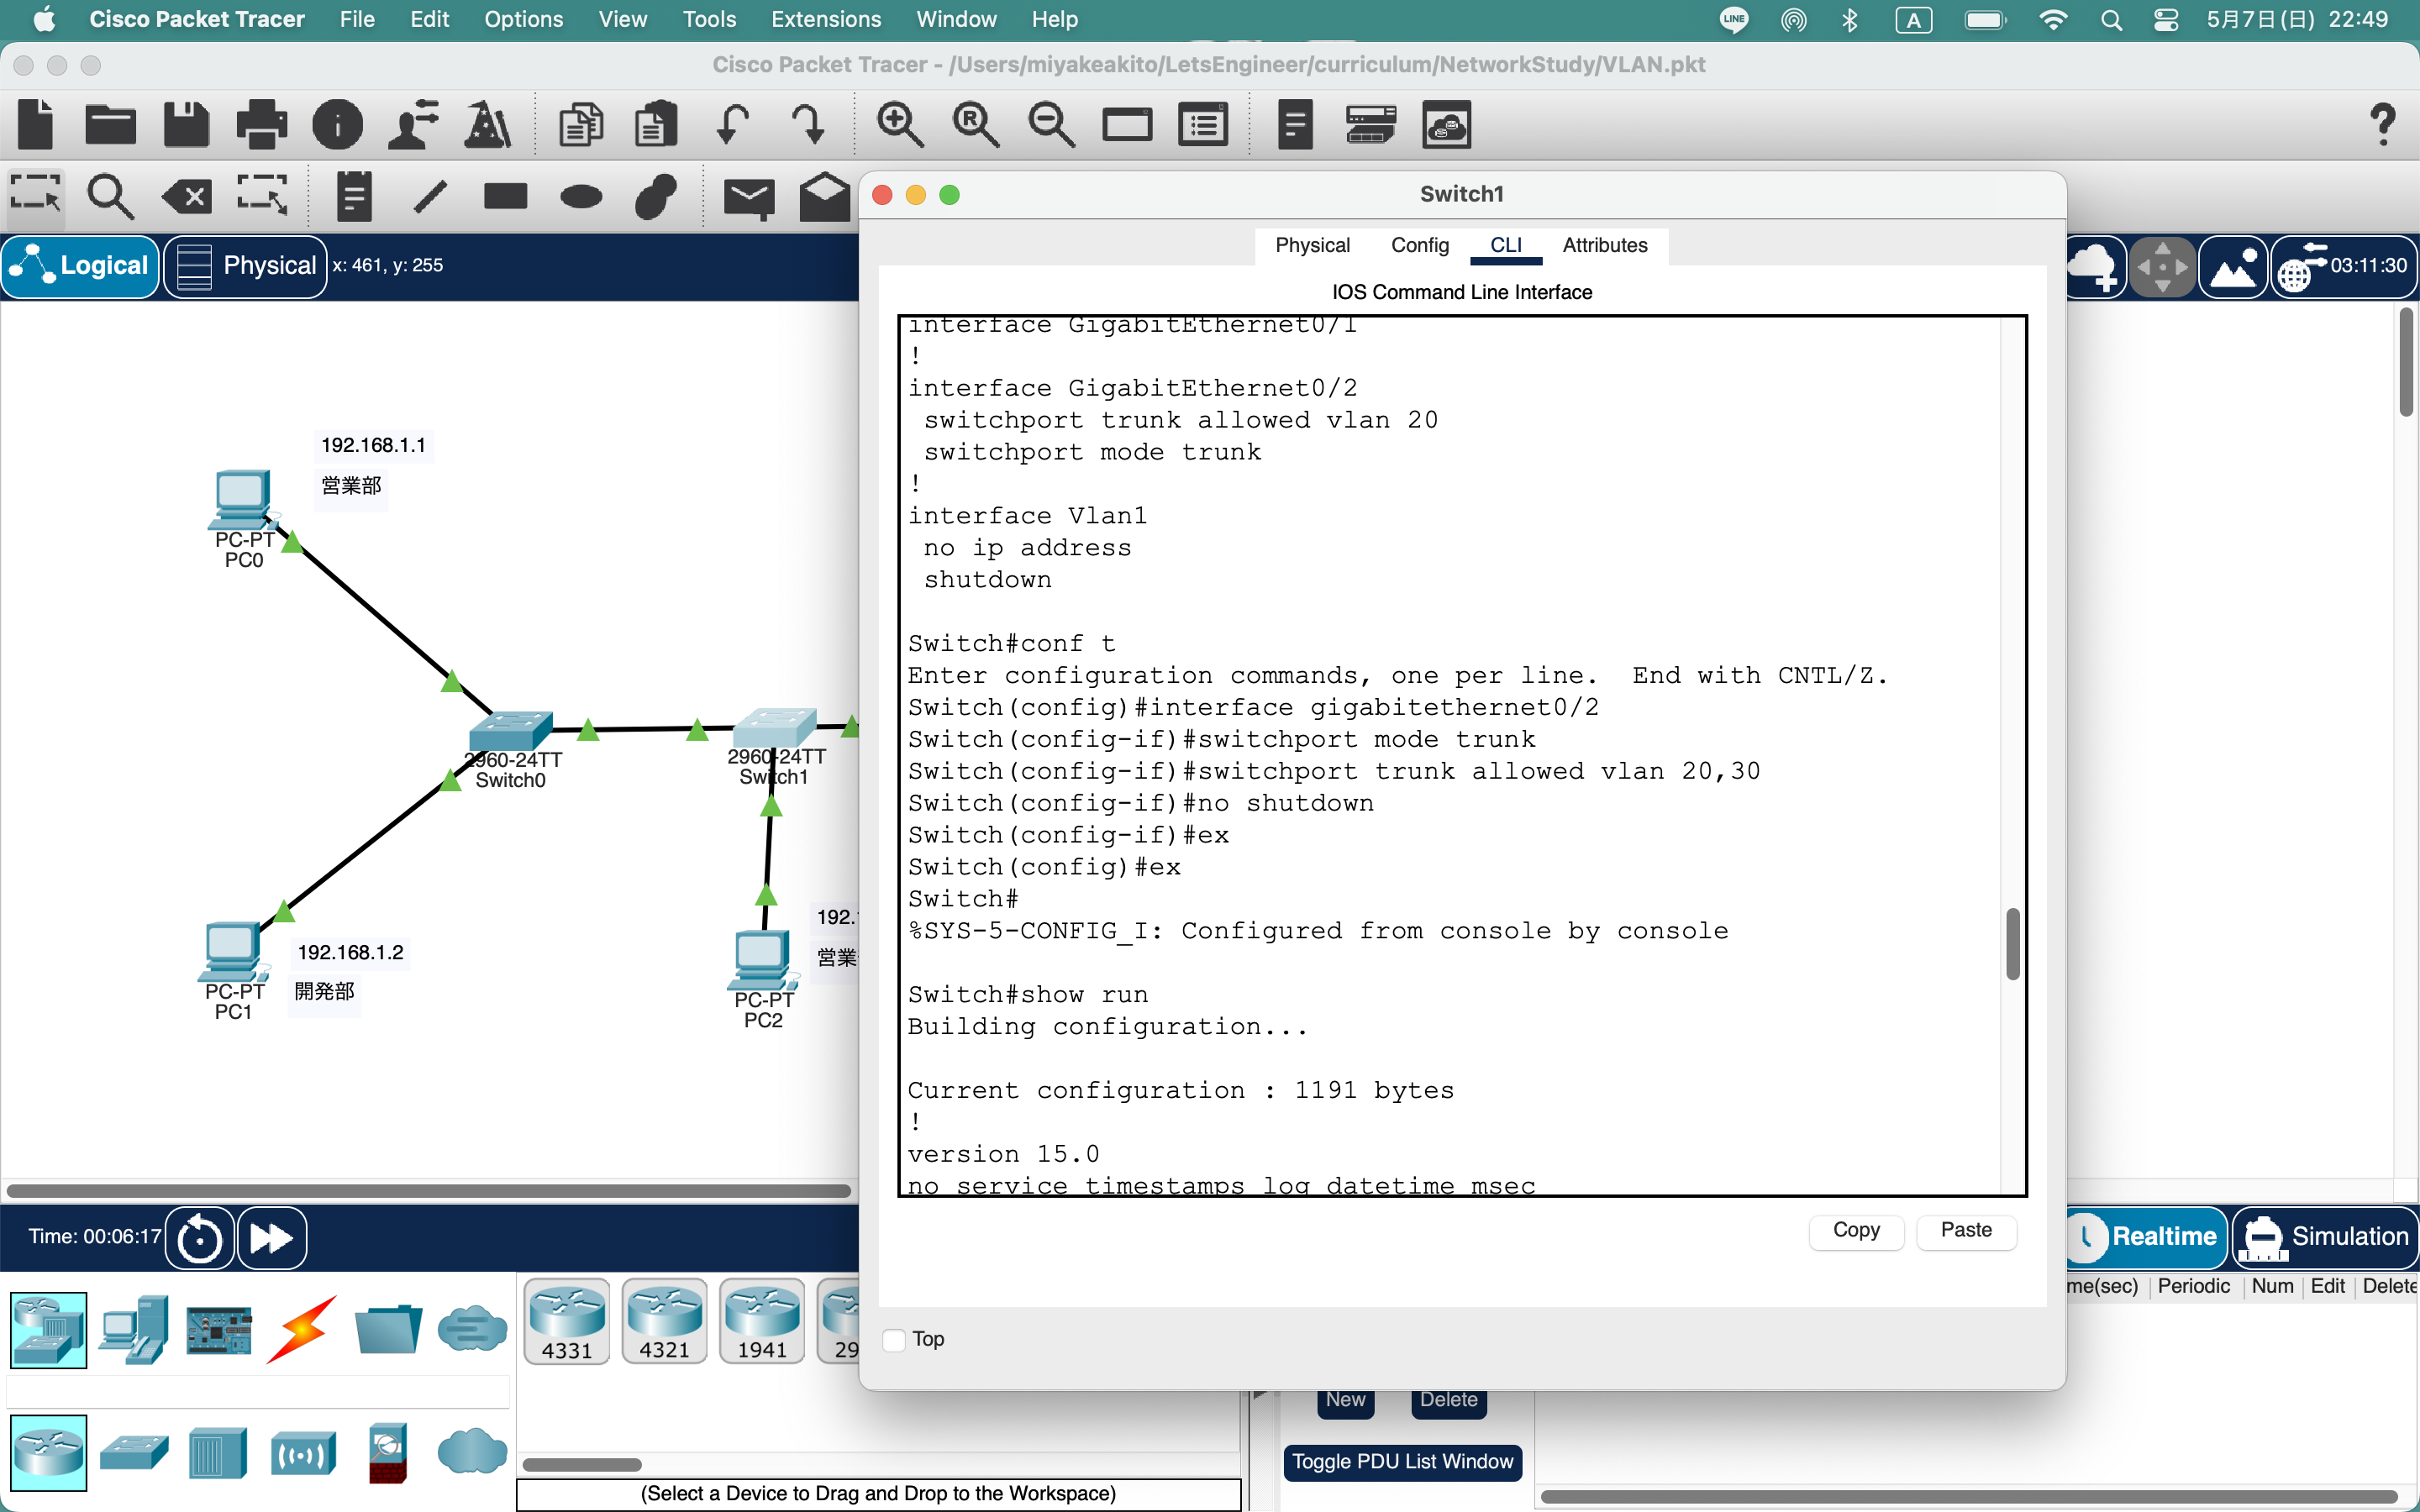 Cisco Packet Tracer File Edit Options View Tools Extensions Window Help
LINE A 5月7日(日) 22:49
Cisco Packet Tracer - /Users/miyakeakito/LetsEngineer/curriculum/NetworkStudy/VLAN.pkt
Switch1
Logical Physical x: 461, y: 255
03:11:30
Physical Config CLI Attributes
IOS Command Line Interface
interface GigabitEthernet0/1
!
interface GigabitEthernet0/2
switchport trunk allowed vlan 20
switchport mode trunk
!
interface Vlan1
no ip address
shutdown
Switch#conf t
Enter configuration commands, one per line.  End with CNTL/Z.
Switch(config)#interface gigabitethernet0/2
Switch(config-if)#switchport mode trunk
Switch(config-if)#switchport trunk allowed vlan 20,30
Switch(config-if)#no shutdown
Switch(config-if)#ex
Switch(config)#ex
Switch#
%SYS-5-CONFIG_I: Configured from console by console
Switch#show run
Building configuration...
Current configuration : 1191 bytes
!
version 15.0
no service timestamps log datetime msec
Copy Paste
Top
192.168.1.1
営業部
PC-PT
PC0
2960-24TT
Switch0
2960-24TT
Switch1
192.168.1.2
開発部
PC-PT
PC1
192.
営業
PC-PT
PC2
Time: 00:06:17
Realtime Simulation
me(sec) Periodic Num Edit Delete
4331 4321 1941 29
New Delete
Toggle PDU List Window
(Select a Device to Drag and Drop to the Workspace)